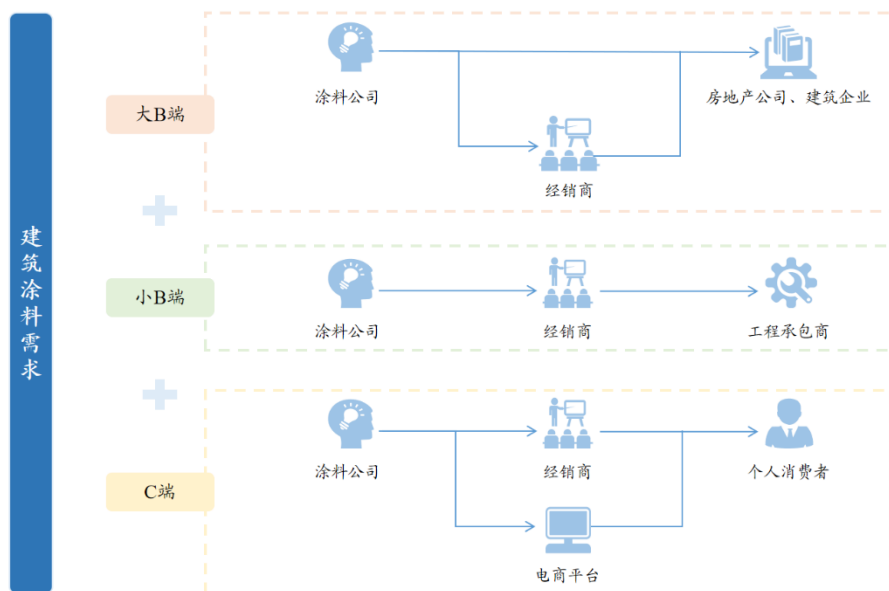 建筑涂料需求
大B端
涂料公司
房地产公司、建筑企业
经销商
小B端
涂料公司
经销商
工程承包商
C端
涂料公司
经销商
个人消费者
电商平台